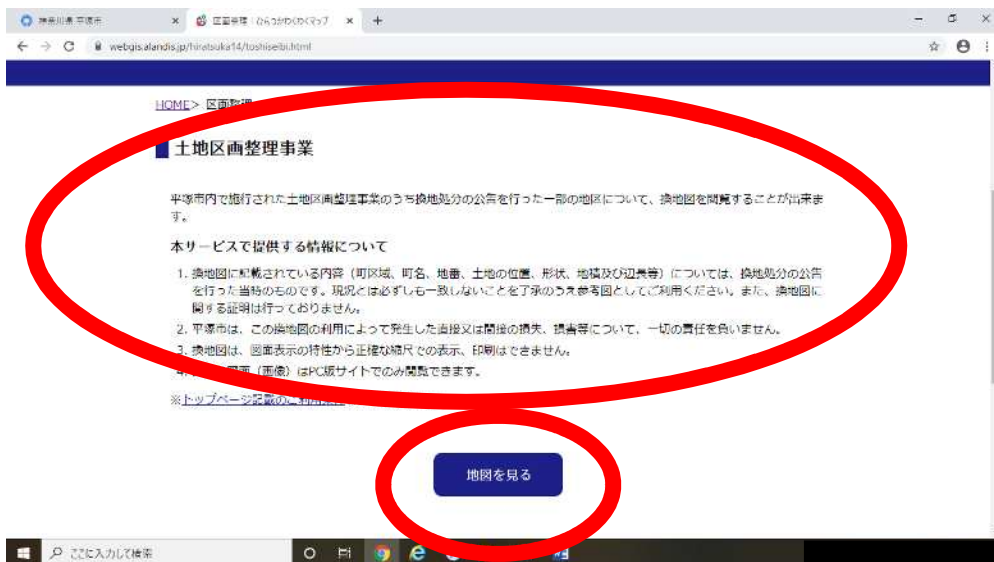 神奈川県 平塚市
区画整理｜ひらつかわくわくマップ
webgis.alandis.jp/hiratsuka14/toshiseibi.html
HOME> 区画整理
土地区画整理事業
平塚市内で施行された土地区画整理事業のうち換地処分の公告を行った一部の地区について、換地図を閲覧することが出来ま
す。
本サービスで提供する情報について
1. 換地図に記載されている内容（町区域、町名、地番、土地の位置、形状、地積及び辺長等）については、換地処分の公告
を行った当時のものです。現況とは必ずしも一致しないことを了承のうえ参考図としてご利用ください。また、換地図に
関する証明は行っておりません。
2. 平塚市は、この換地図の利用によって発生した直接又は間接の損失、損害等について、一切の責任を負いません。
3. 換地図は、図面表示の特性から正確な縮尺での表示、印刷はできません。
図面（画像）はPC版サイトでのみ閲覧できます。
※トップページ記載のご利用
地図を見る
ここに入力して検索